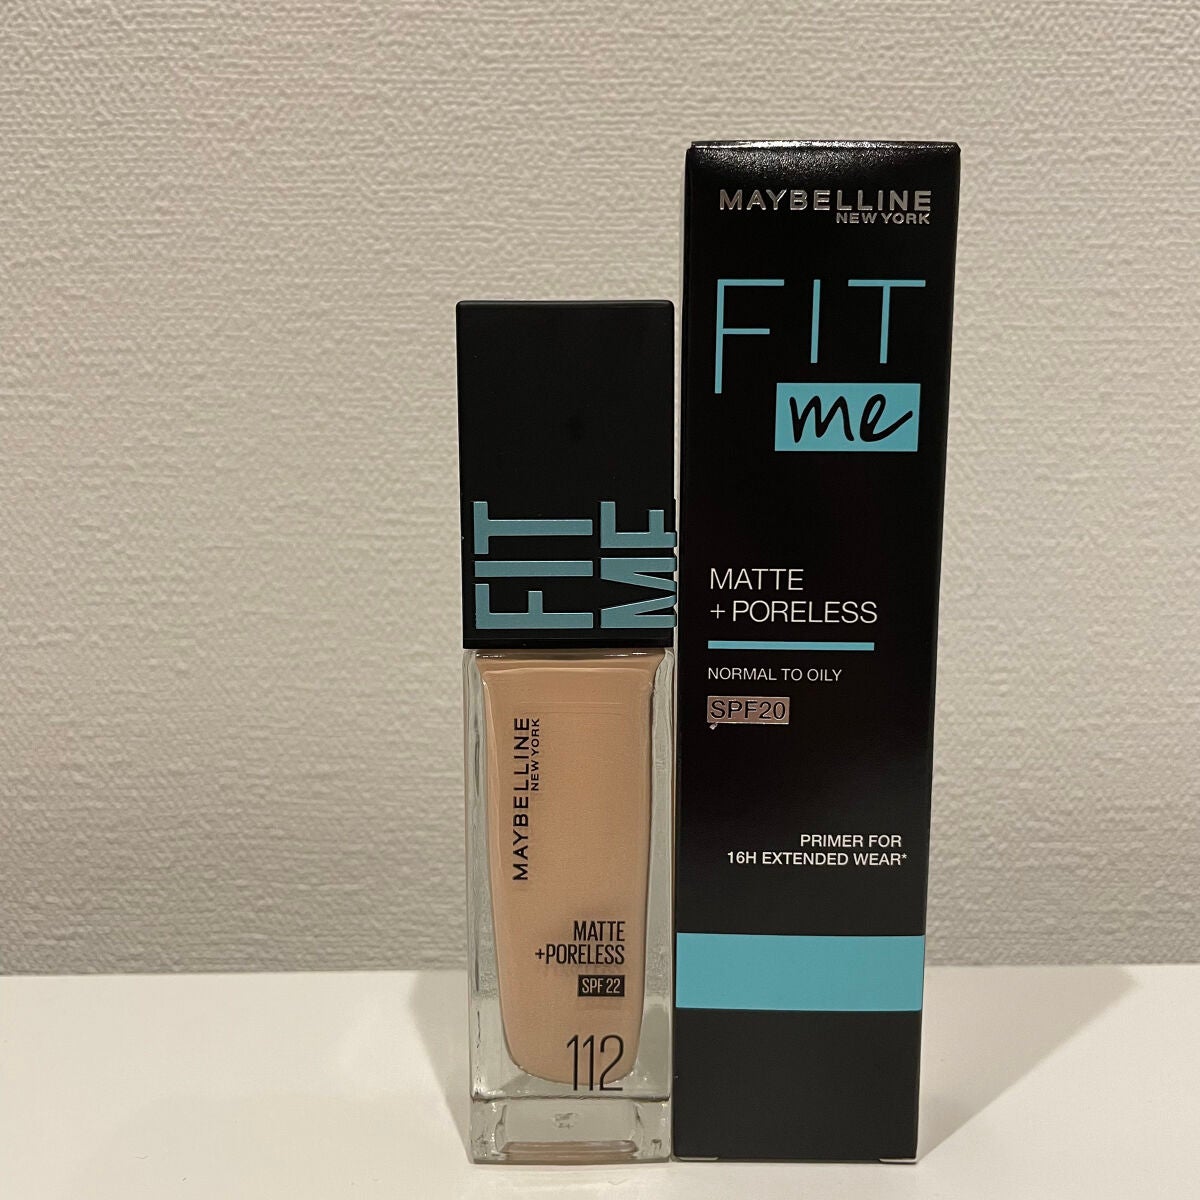 FIT
ME
MAYBELLINE
NEW YORK
MATTE
+PORELESS
SPF 22
112
MAYBELLINE
NEW YORK
FIT
me
MATTE
+ PORELESS
NORMAL TO OILY
SPF20
PRIMER FOR
16H EXTENDED WEAR*